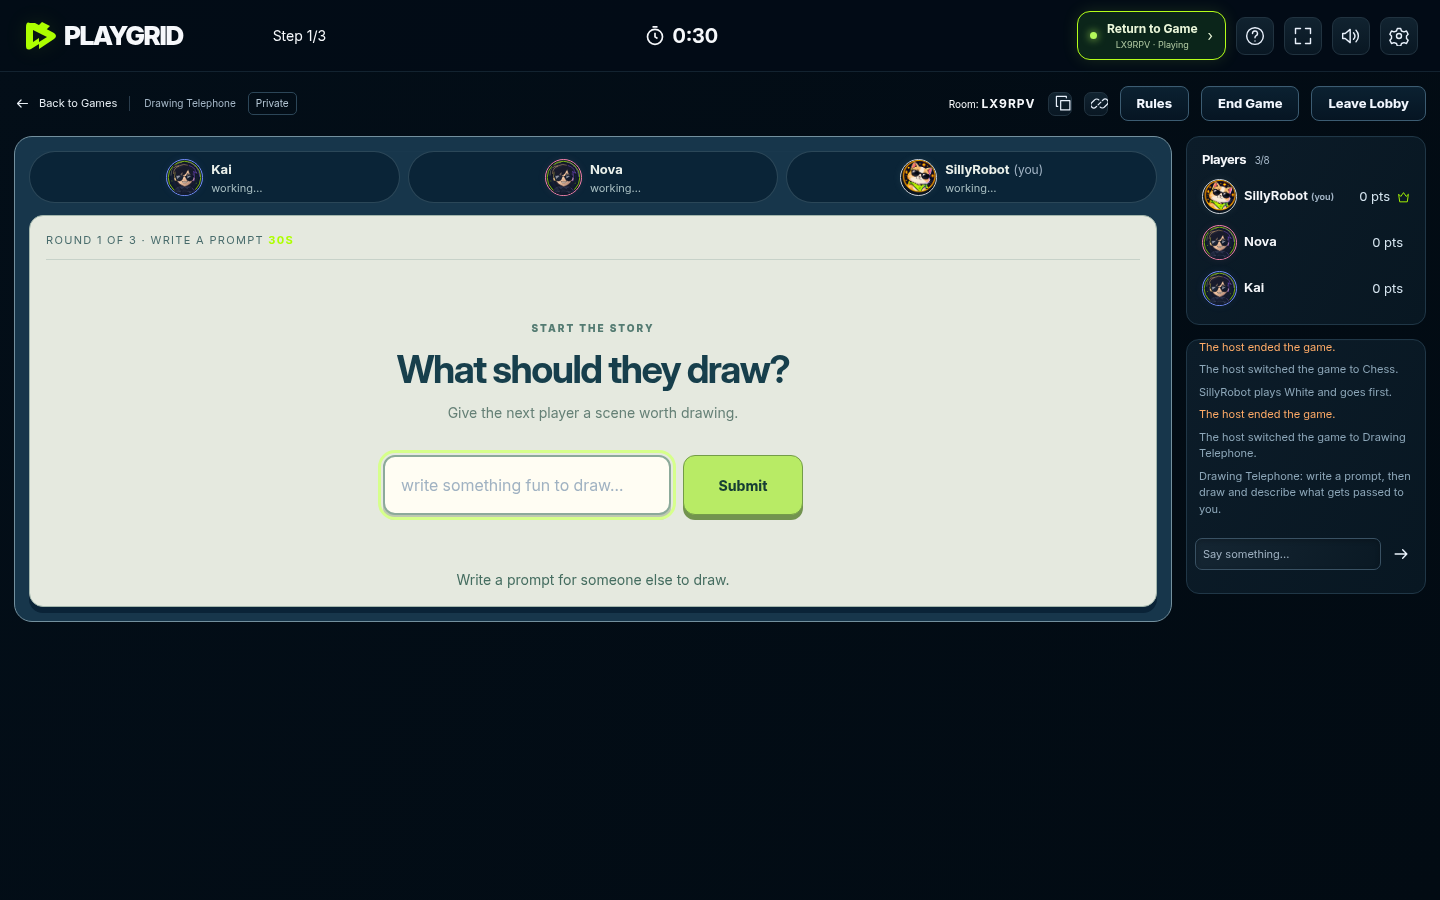 PLAYGRID
Step 1/3
0:30
Return to Game
LX9RPV · Playing
Back to Games
Drawing Telephone
Private
Room: LX9RPV
Rules
End Game
Leave Lobby
Kai
working...
Nova
working...
SillyRobot (you)
working...
ROUND 1 OF 3 · WRITE A PROMPT 30S
START THE STORY
What should they draw?
Give the next player a scene worth drawing.
write something fun to draw...
Submit
Write a prompt for someone else to draw.
Players 3/8
SillyRobot (you) 0 pts
Nova 0 pts
Kai 0 pts
The host ended the game.
The host switched the game to Chess.
SillyRobot plays White and goes first.
The host ended the game.
The host switched the game to Drawing
Telephone.
Drawing Telephone: write a prompt, then
draw and describe what gets passed to
you.
Say something...